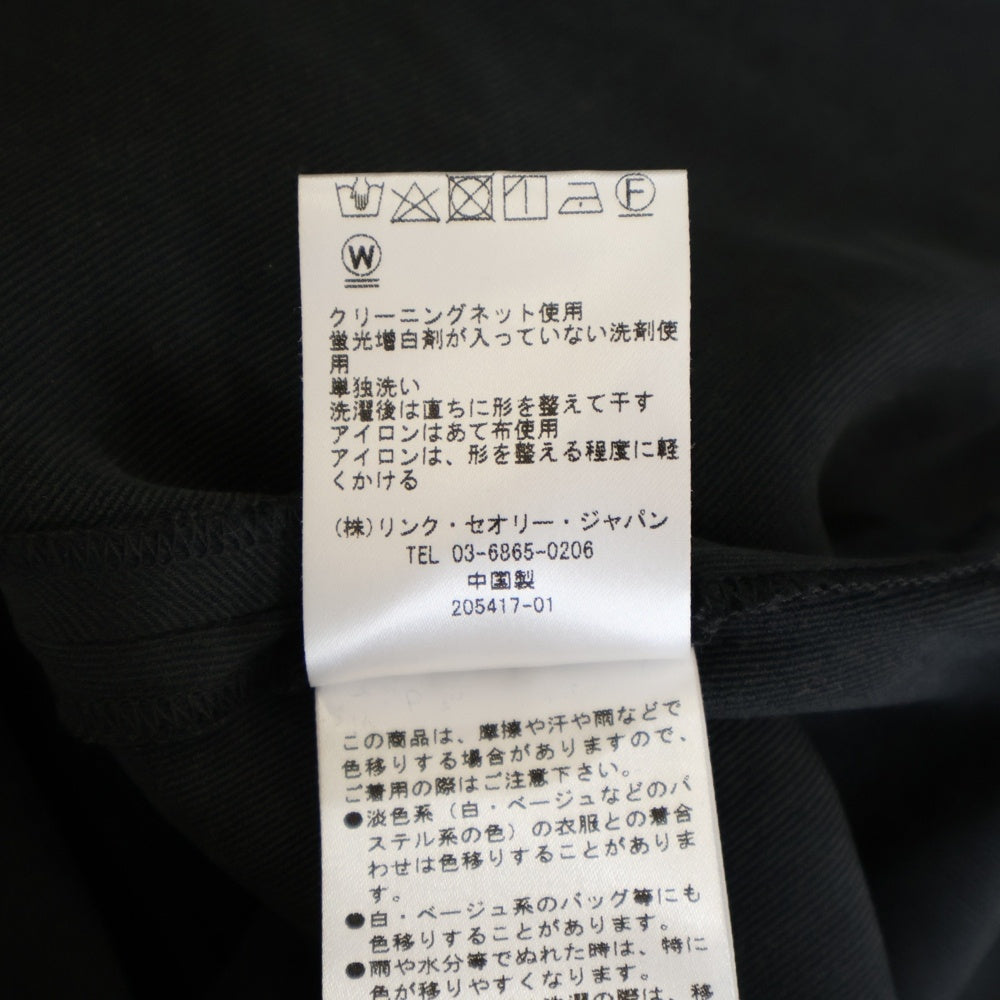 F
W
クリーニングネット使用
蛍光増白剤が入っていない洗剤使
用
単独洗い
洗濯後は直ちに形を整えて干す
アイロンはあて布使用
アイロンは、形を整える程度に軽
くかける
(株)リンク・セオリー・ジャパン
TEL 03-6865-0206
中国製
205417-01
この商品は、摩擦や汗や雨などで
色移りする場合がありますので、
ご着用の際はご注意下さい。
●淡色系(白・ベージュなどのパ
ステル系の色)の衣服との着合
わせは色移りすることがありま
す。
●白・ベージュ系のバッグ等にも
色移りすることがあります。
●雨や水分等でぬれた時は、特に
色が移りやすくなります。
の際は、移